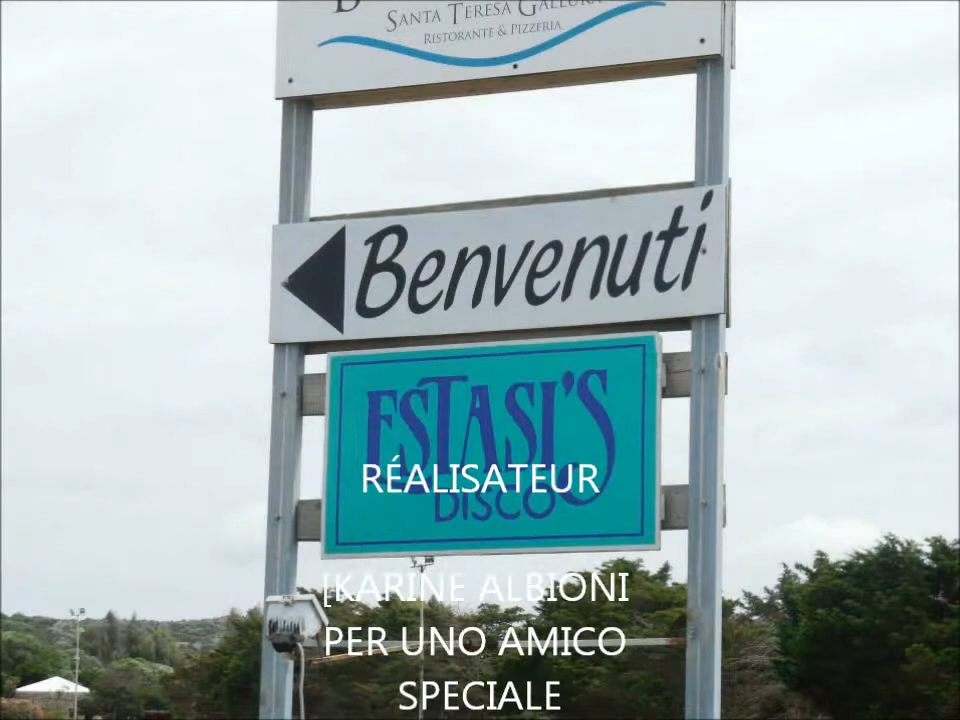 SANTA TERESA GALLURA
RISTORANTE & PIZZERIA
Benvenuti
ESTASI'S
DISCO
RÉALISATEUR
[KARINE ALBIONI
PER UNO AMICO
SPECIALE